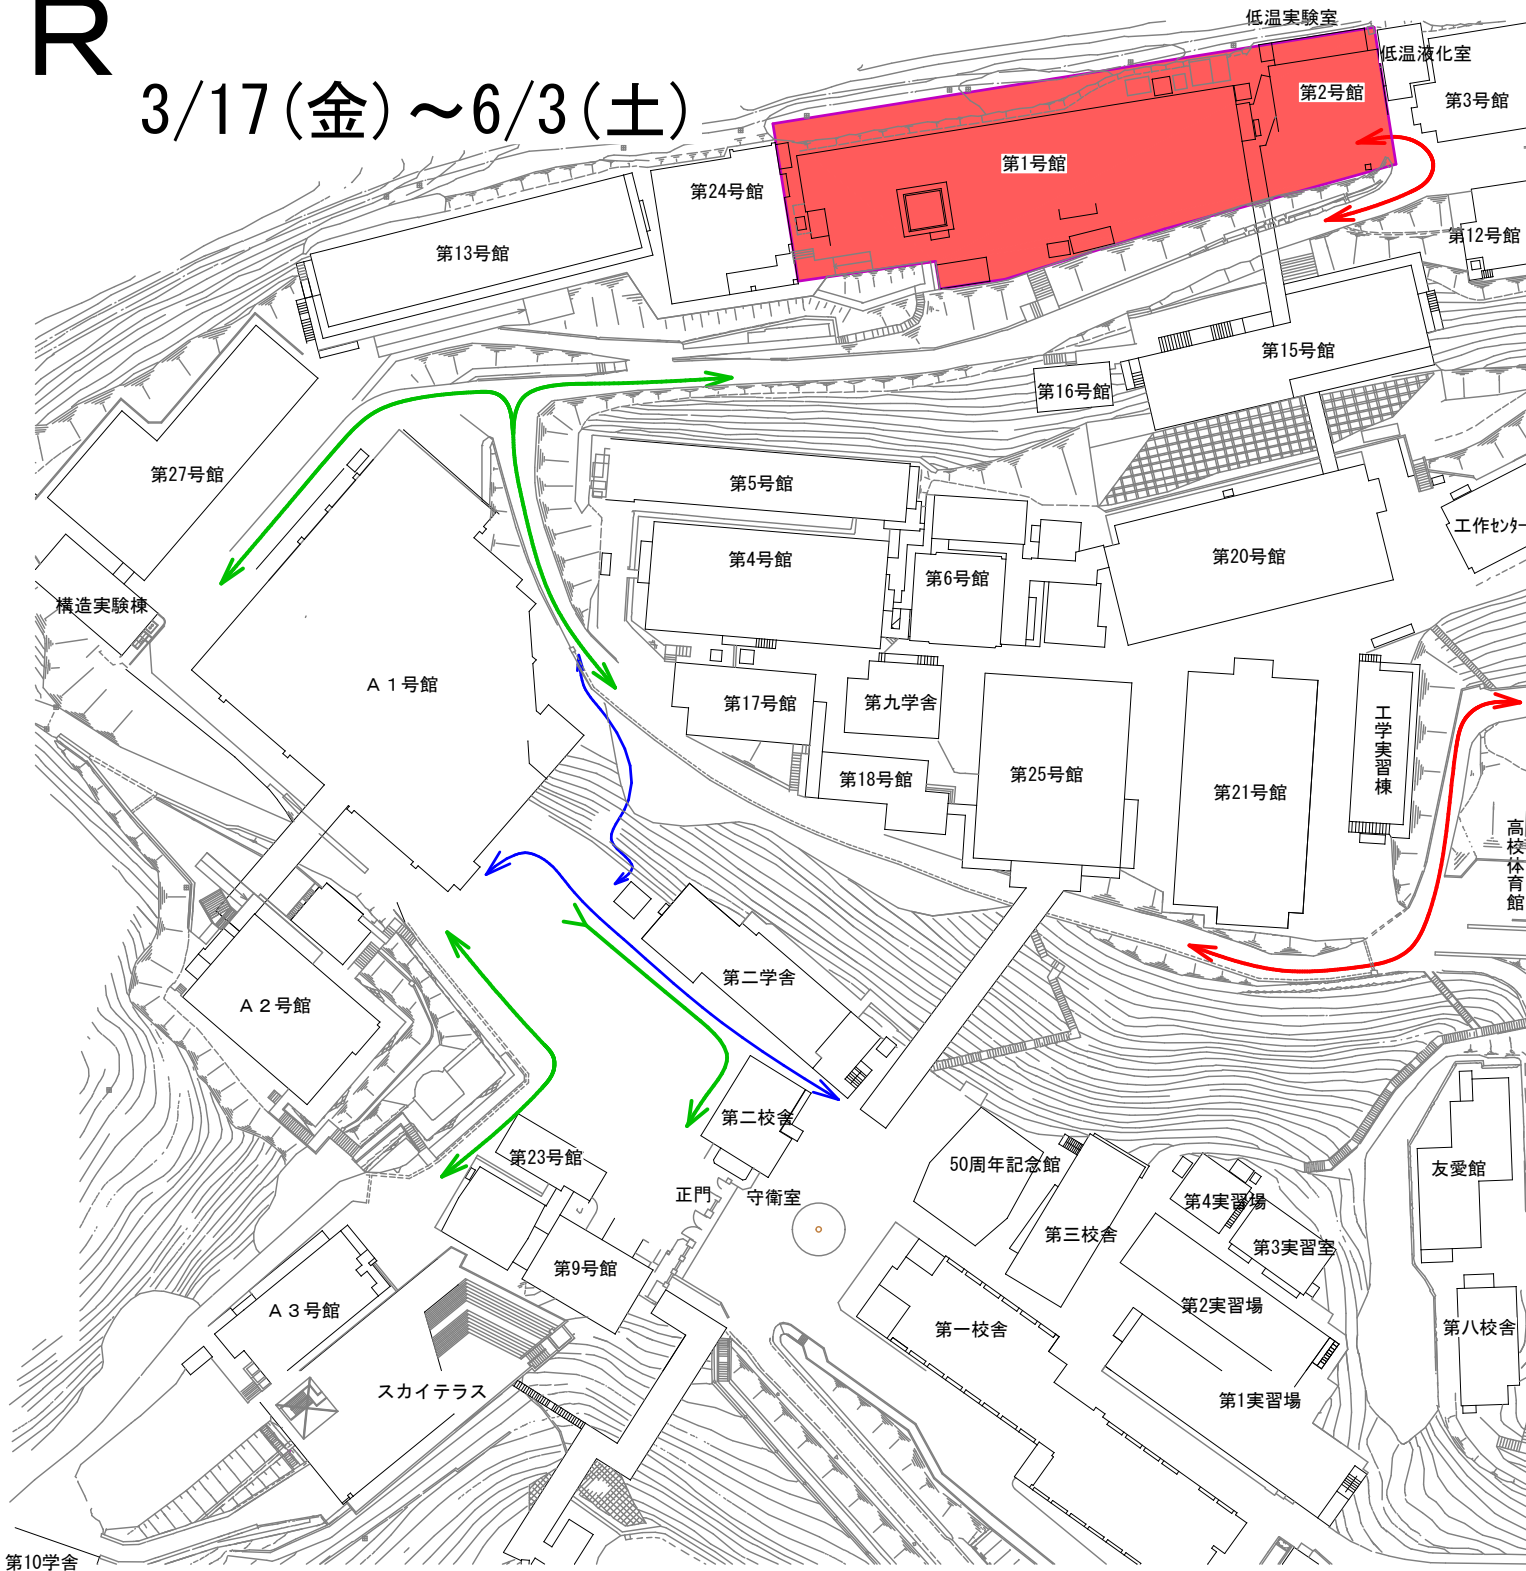 R
3/17(金)～6/3(土)
低温実験室
低温液化室
第2号館
第3号館
第1号館
第24号館
第13号館
第12号館
第15号館
第16号館
第27号館
第5号館
第4号館
第6号館
第20号館
工作ｾﾝﾀｰ
構造実験棟
Ａ１号館
第17号館
第九学舎
第18号館
第25号館
第21号館
工学実習棟
高校体育館
第二学舎
Ａ２号館
第二校舎
第23号館
正門
守衛室
50周年記念館
第三校舎
第4実習場
第3実習室
友愛館
第9号館
Ａ３号館
第2実習場
第一校舎
第八校舎
スカイテラス
第1実習場
第10学舎